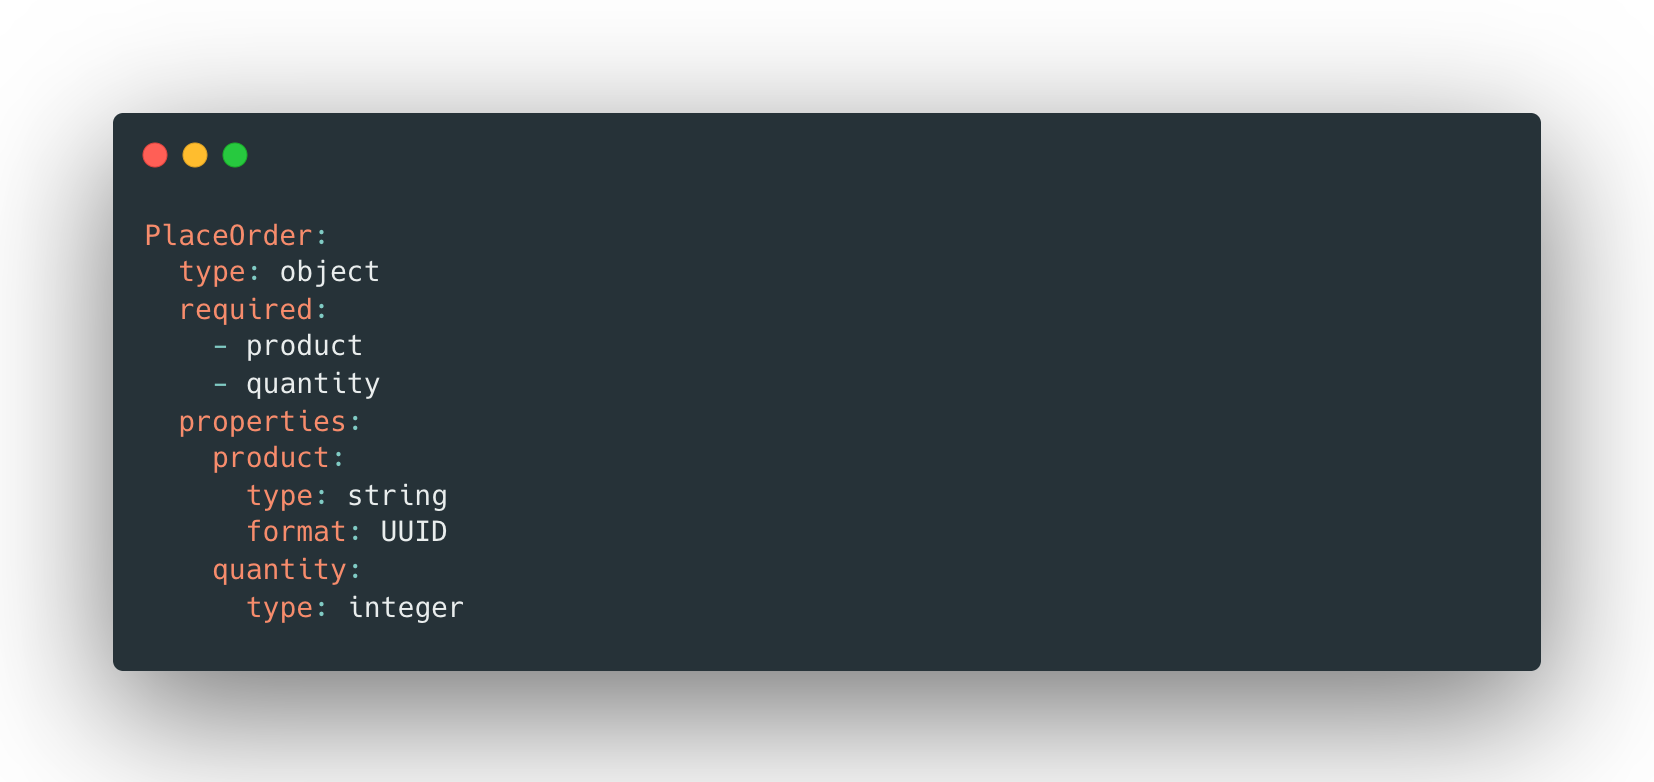 PlaceOrder:
  type: object
  required:
    - product
    - quantity
  properties:
    product:
      type: string
      format: UUID
    quantity:
      type: integer